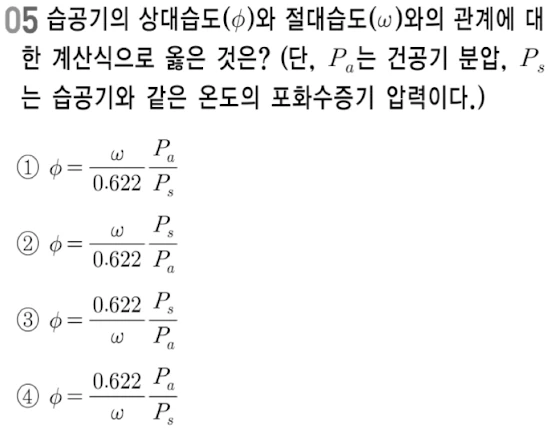 05 습공기의 상대습도(ϕ)와 절대습도(ω)와의 관계에 대
한 계산식으로 옳은 것은? (단, Pₐ는 건공기 분압, Pₛ
는 습공기와 같은 온도의 포화수증기 압력이다.)
① ϕ = ω/0.622 Pₐ/Pₛ
② ϕ = ω/0.622 Pₛ/Pₐ
③ ϕ = 0.622/ω Pₛ/Pₐ
④ ϕ = 0.622/ω Pₐ/Pₛ